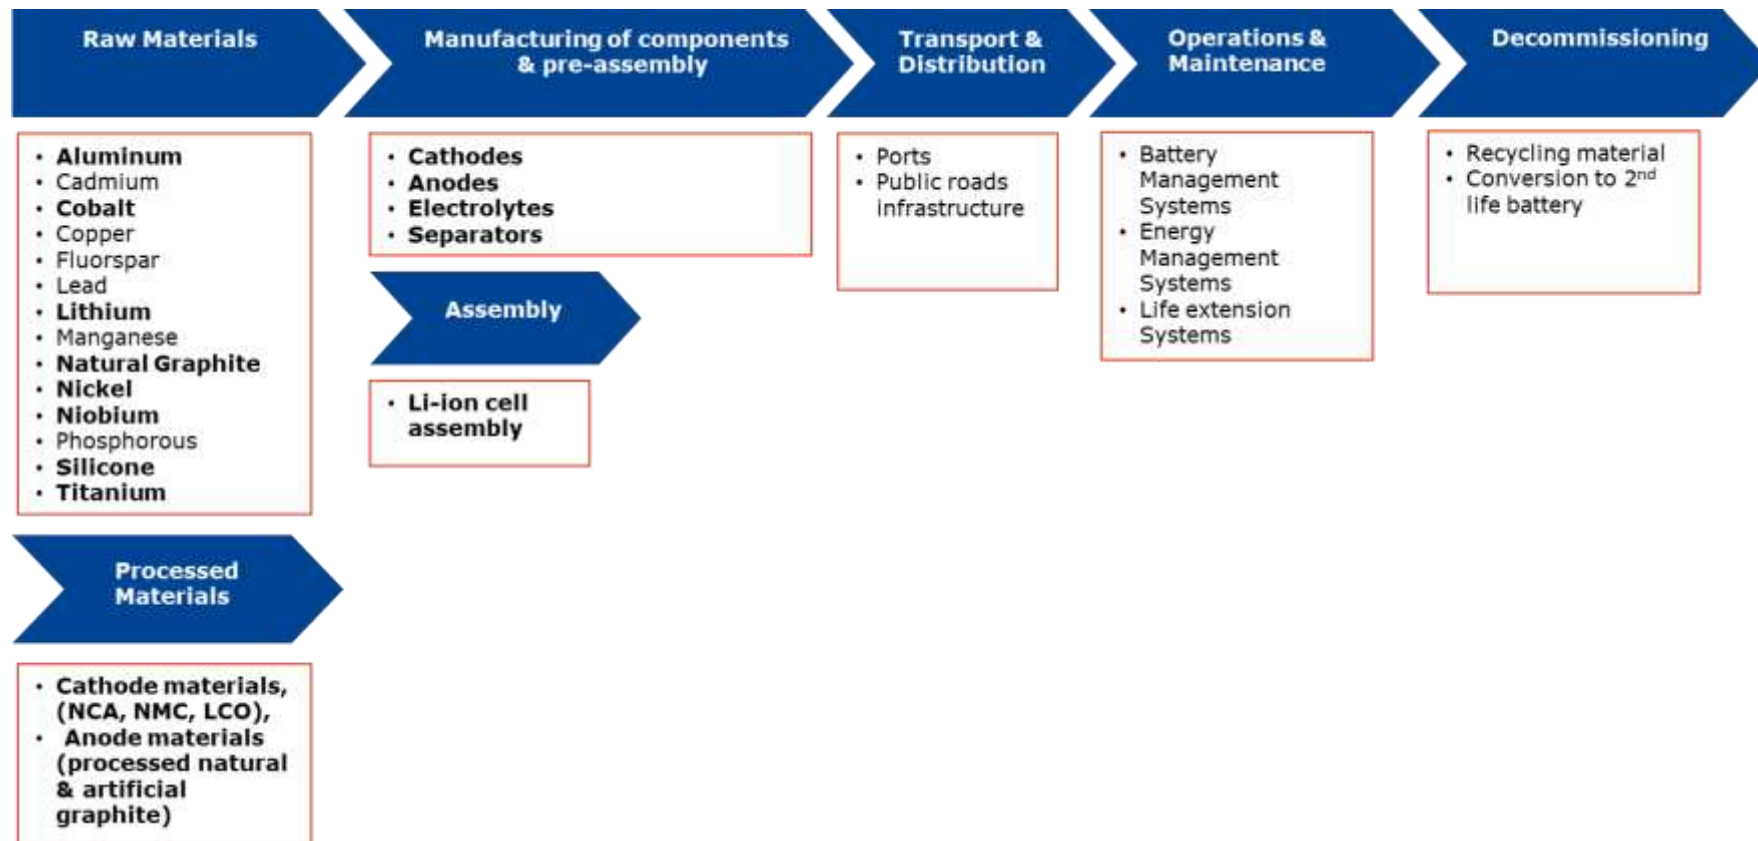 Raw Materials
Manufacturing of components
& pre-assembly
Transport &
Distribution
Operations &
Maintenance
Decommissioning
• Aluminum
• Cadmium
• Cobalt
• Copper
• Fluorspar
• Lead
• Lithium
• Manganese
• Natural Graphite
• Nickel
• Niobium
• Phosphorous
• Silicone
• Titanium
Processed
Materials
• Cathode materials,
(NCA, NMC, LCO),
• Anode materials
(processed natural
& artificial
graphite)
• Cathodes
• Anodes
• Electrolytes
• Separators
Assembly
• Li-ion cell
assembly
• Ports
• Public roads
infrastructure
• Battery
Management
Systems
• Energy
Management
Systems
• Life extension
Systems
• Recycling material
• Conversion to 2nd
life battery